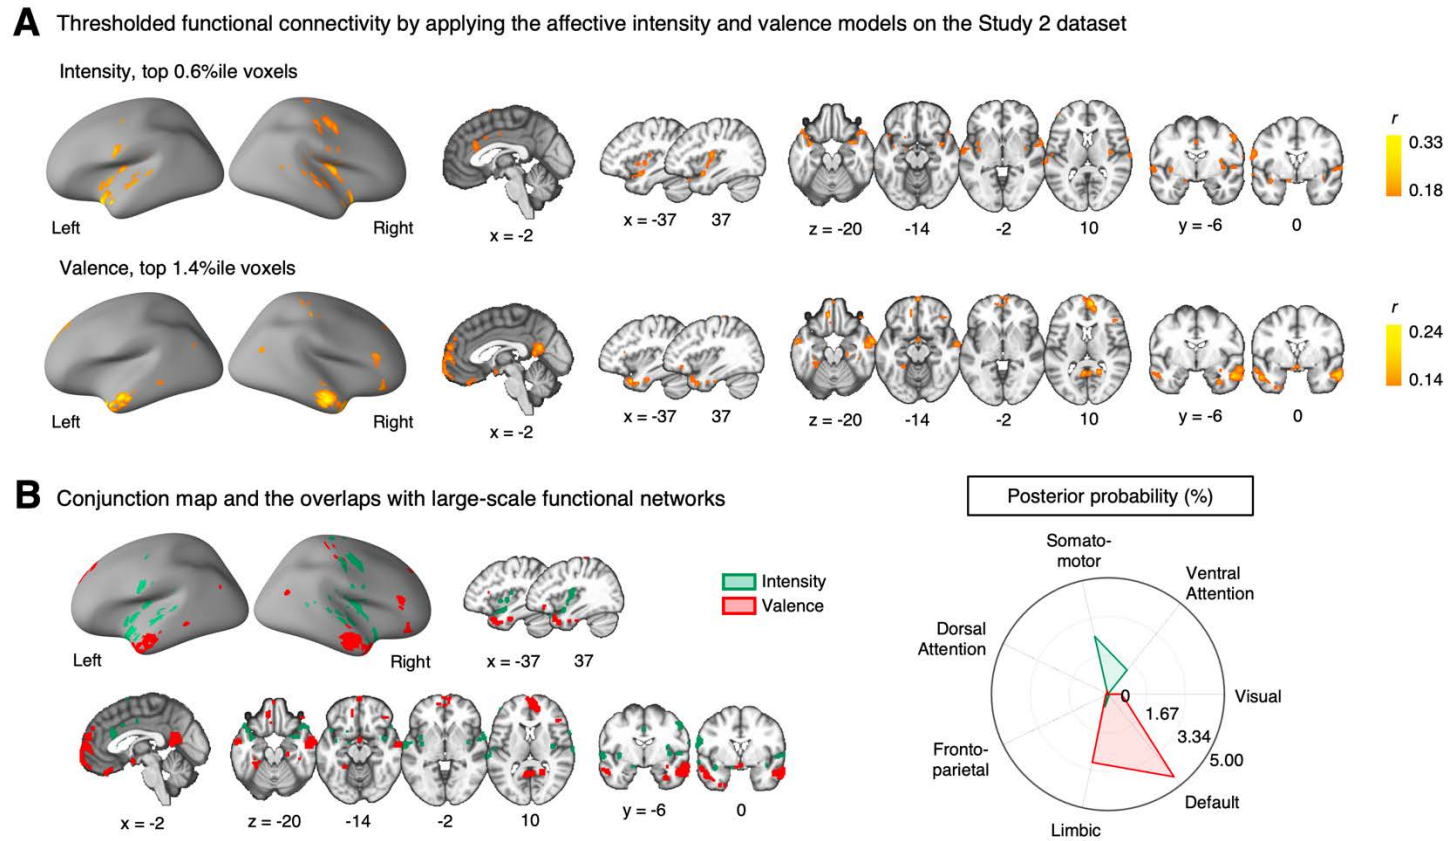 A Thresholded functional connectivity by applying the affective intensity and valence models on the Study 2 dataset
Intensity, top 0.6%ile voxels
Left Right
x = -2
x = -37 37
z = -20 -14 -2 10
y = -6 0
r
0.33
0.18
Valence, top 1.4%ile voxels
Left Right
x = -2
x = -37 37
z = -20 -14 -2 10
y = -6 0
r
0.24
0.14
B Conjunction map and the overlaps with large-scale functional networks
Left Right
x = -37 37
Intensity
Valence
x = -2
z = -20 -14 -2 10
y = -6 0
Posterior probability (%)
Somato-
motor
Ventral
Attention
Dorsal
Attention
Visual
0
1.67
3.34
5.00
Fronto-
parietal
Default
Limbic